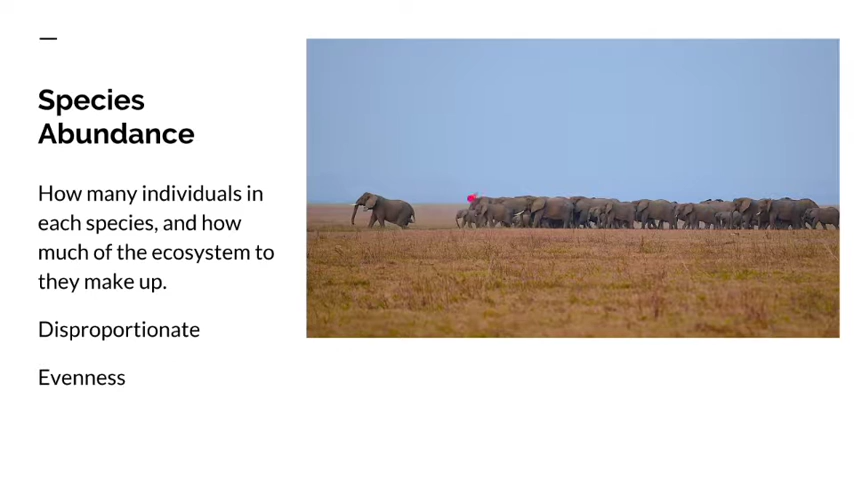 Species
Abundance
How many individuals in
each species, and how
much of the ecosystem to
they make up.
Disproportionate
Evenness